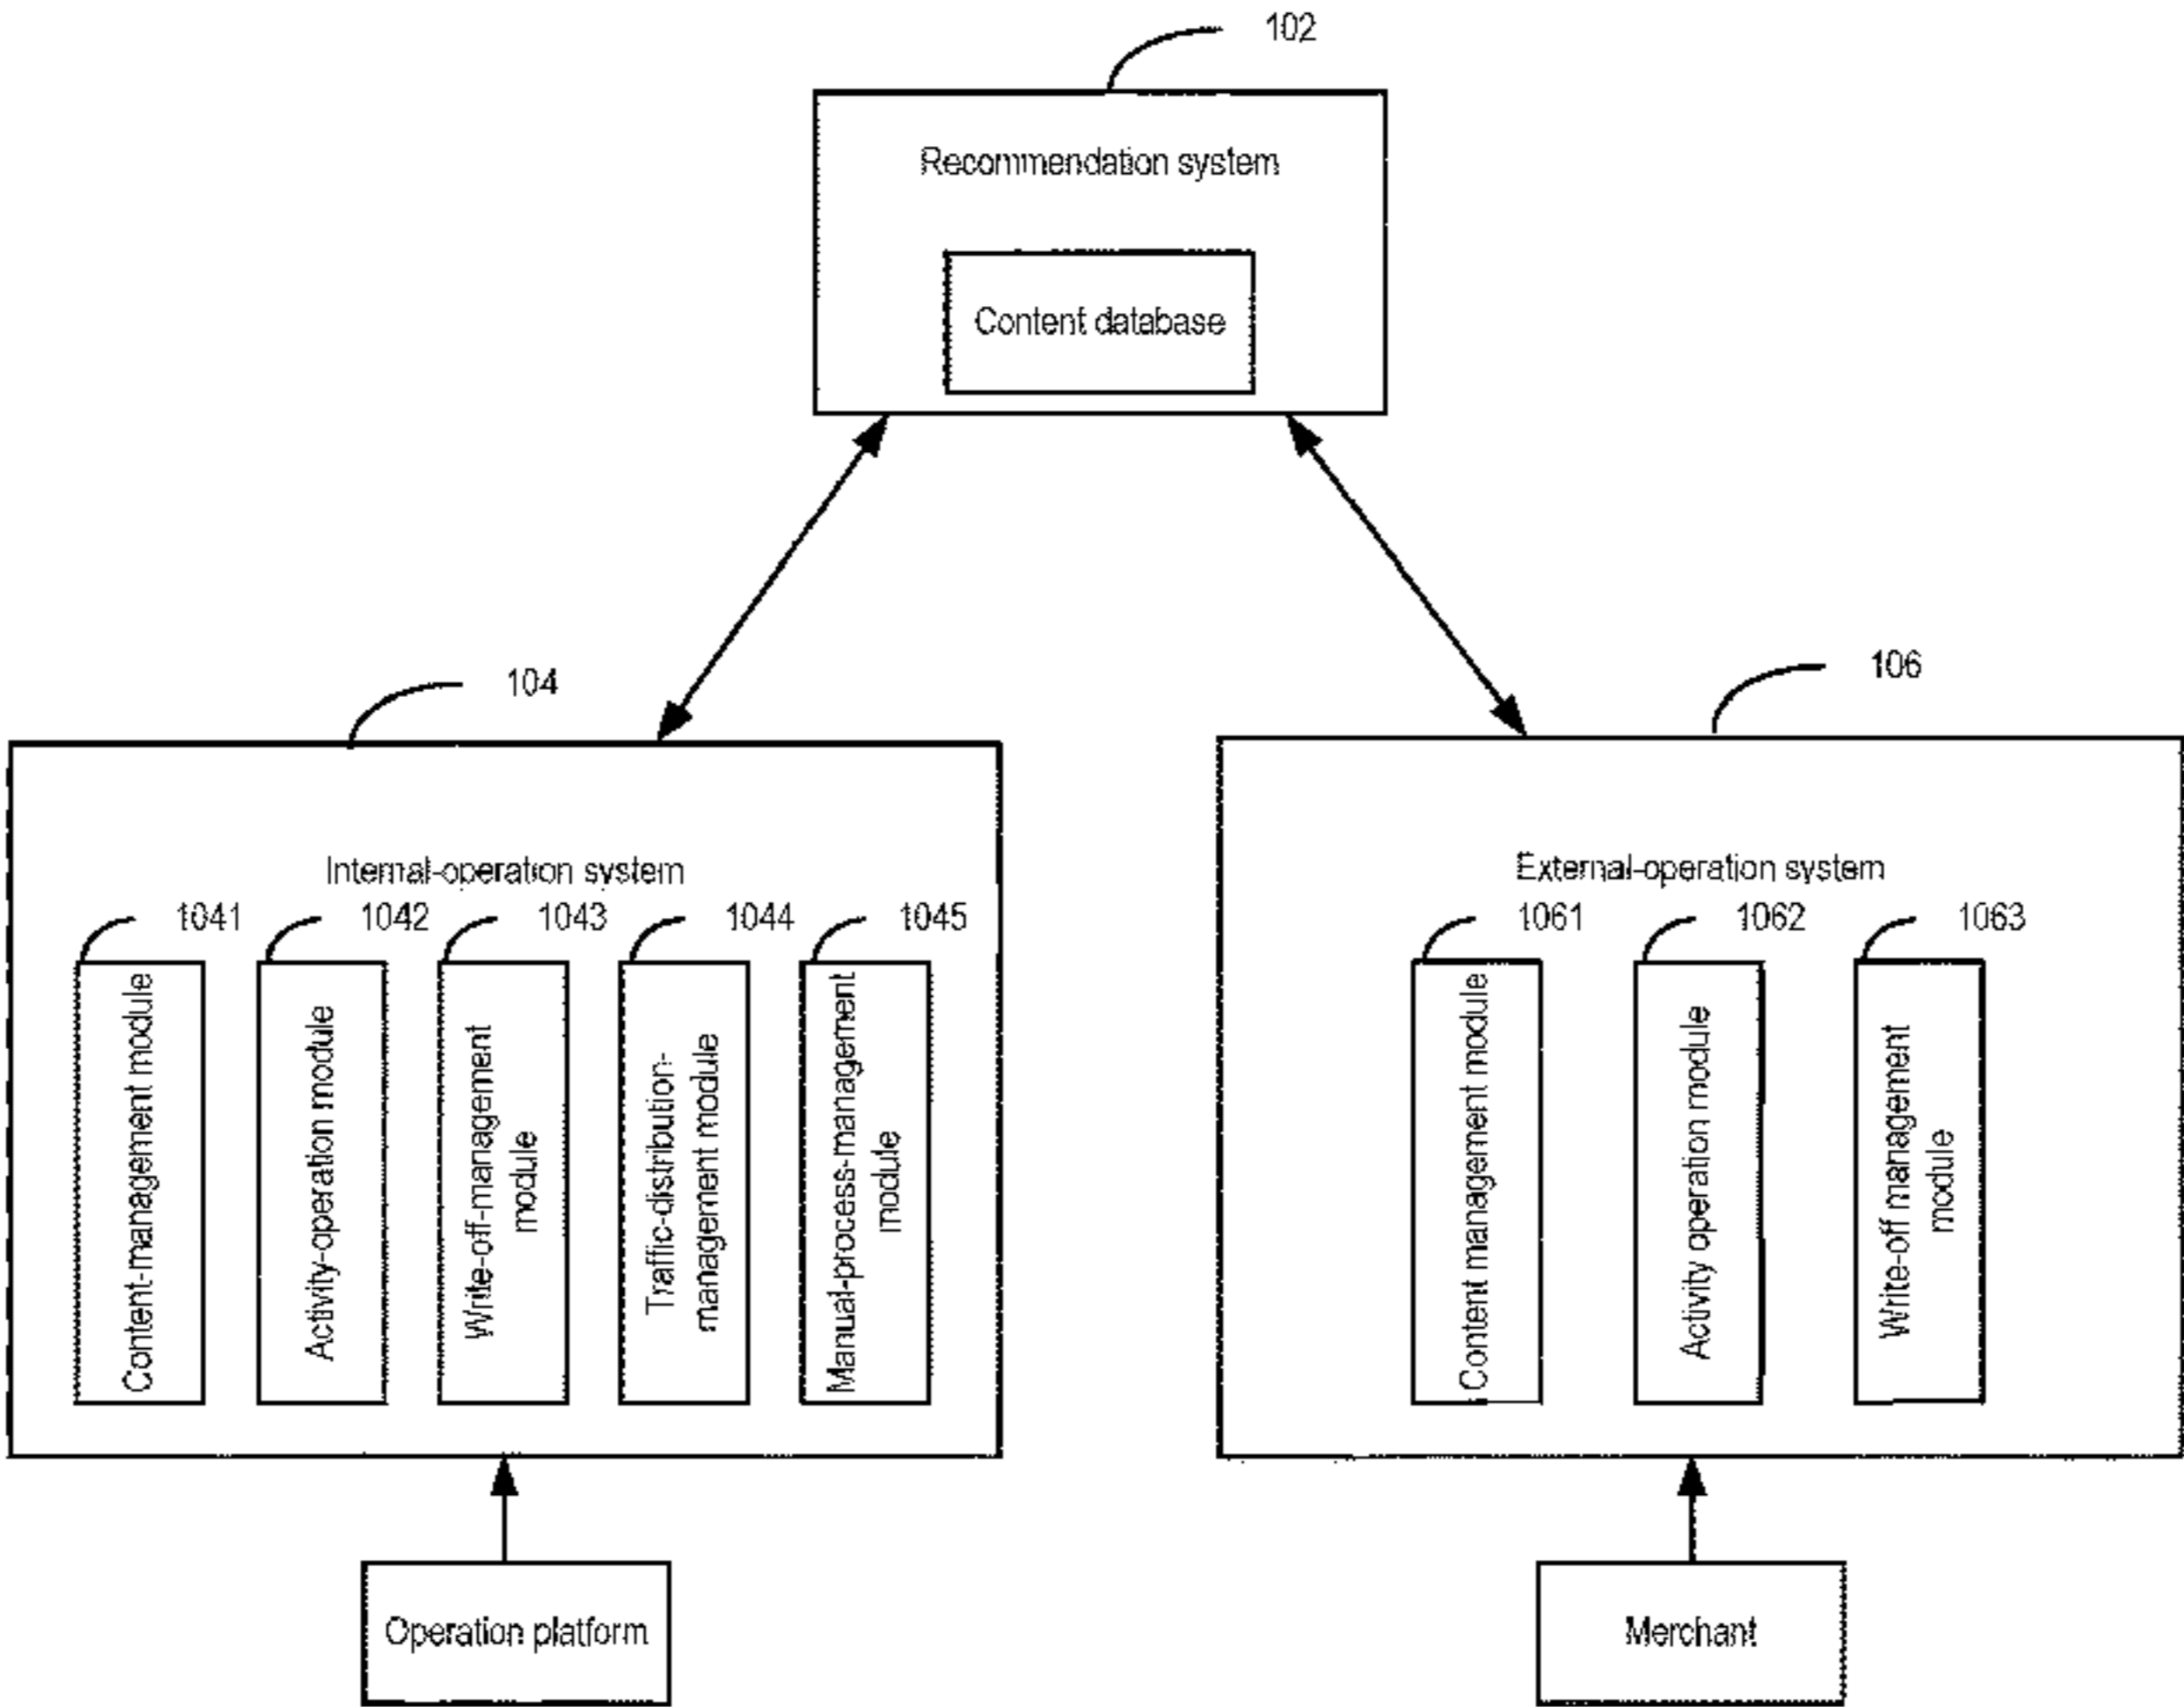 102
Recommendation system
Content database
104
106
Internal-operation system
External-operation system
1041
1042
1043
1044
1045
1061
1062
1063
Content-management module
Activity-operation module
Write-off-management
module
Traffic-distribution-
management module
Manual-process-management
module
Content management module
Activity operation module
Write-off management
module
Operation platform
Merchant